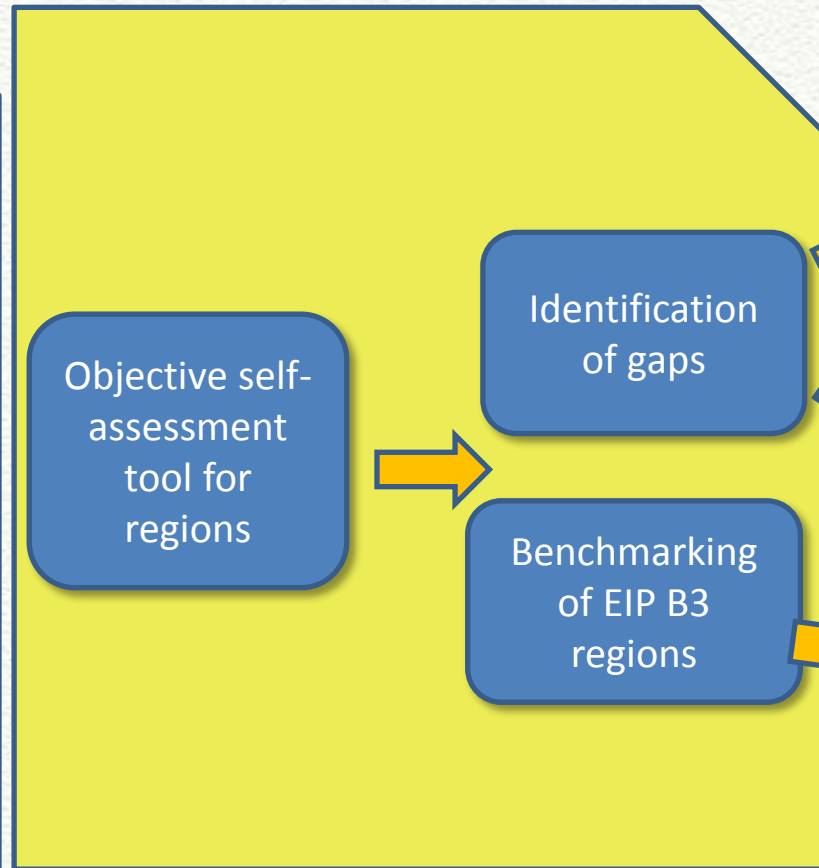 Objective self-
assessment
tool for
regions
Identification
of gaps
Benchmarking
of EIP B3
regions